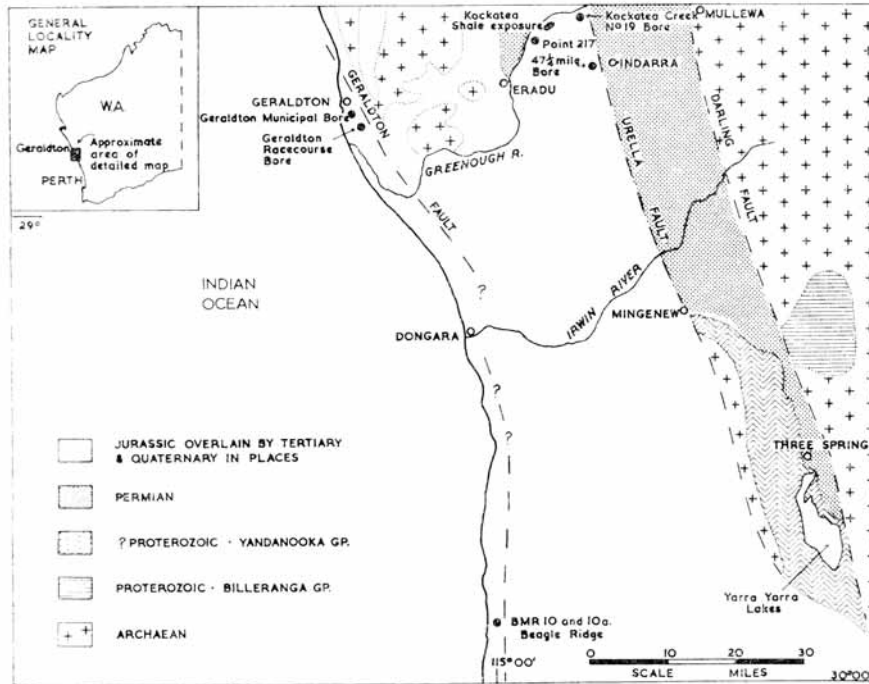 GENERAL
LOCALITY
MAP
W.A.
Geraldton
Approximate
area of
detailed map
PERTH
29°
Kockatea
Shale exposure
Kockatea Creek
No 19 Bore
MULLEWA
Point 217
47¼ mile
Bore
INDARRA
ERADU
GERALDTON
Geraldton Municipal Bore
Geraldton
Racecourse
Bore
GERALDTON
FAULT
GREENOUGH R.
URELLA
FAULT
DARLING
FAULT
INDIAN
OCEAN
?
DONGARA
IRWIN RIVER
MINGENEW
?
THREE SPRING
Yarra Yarra
Lakes
JURASSIC OVERLAIN BY TERTIARY
& QUATERNARY IN PLACES
PERMIAN
? PROTEROZOIC · YANDANOOKA GP.
PROTEROZOIC · BILLERANGA GP.
ARCHAEAN
BMR 10 and 10a.
Beagle Ridge
115° 00'
0 10 20 30
SCALE MILES
30°00